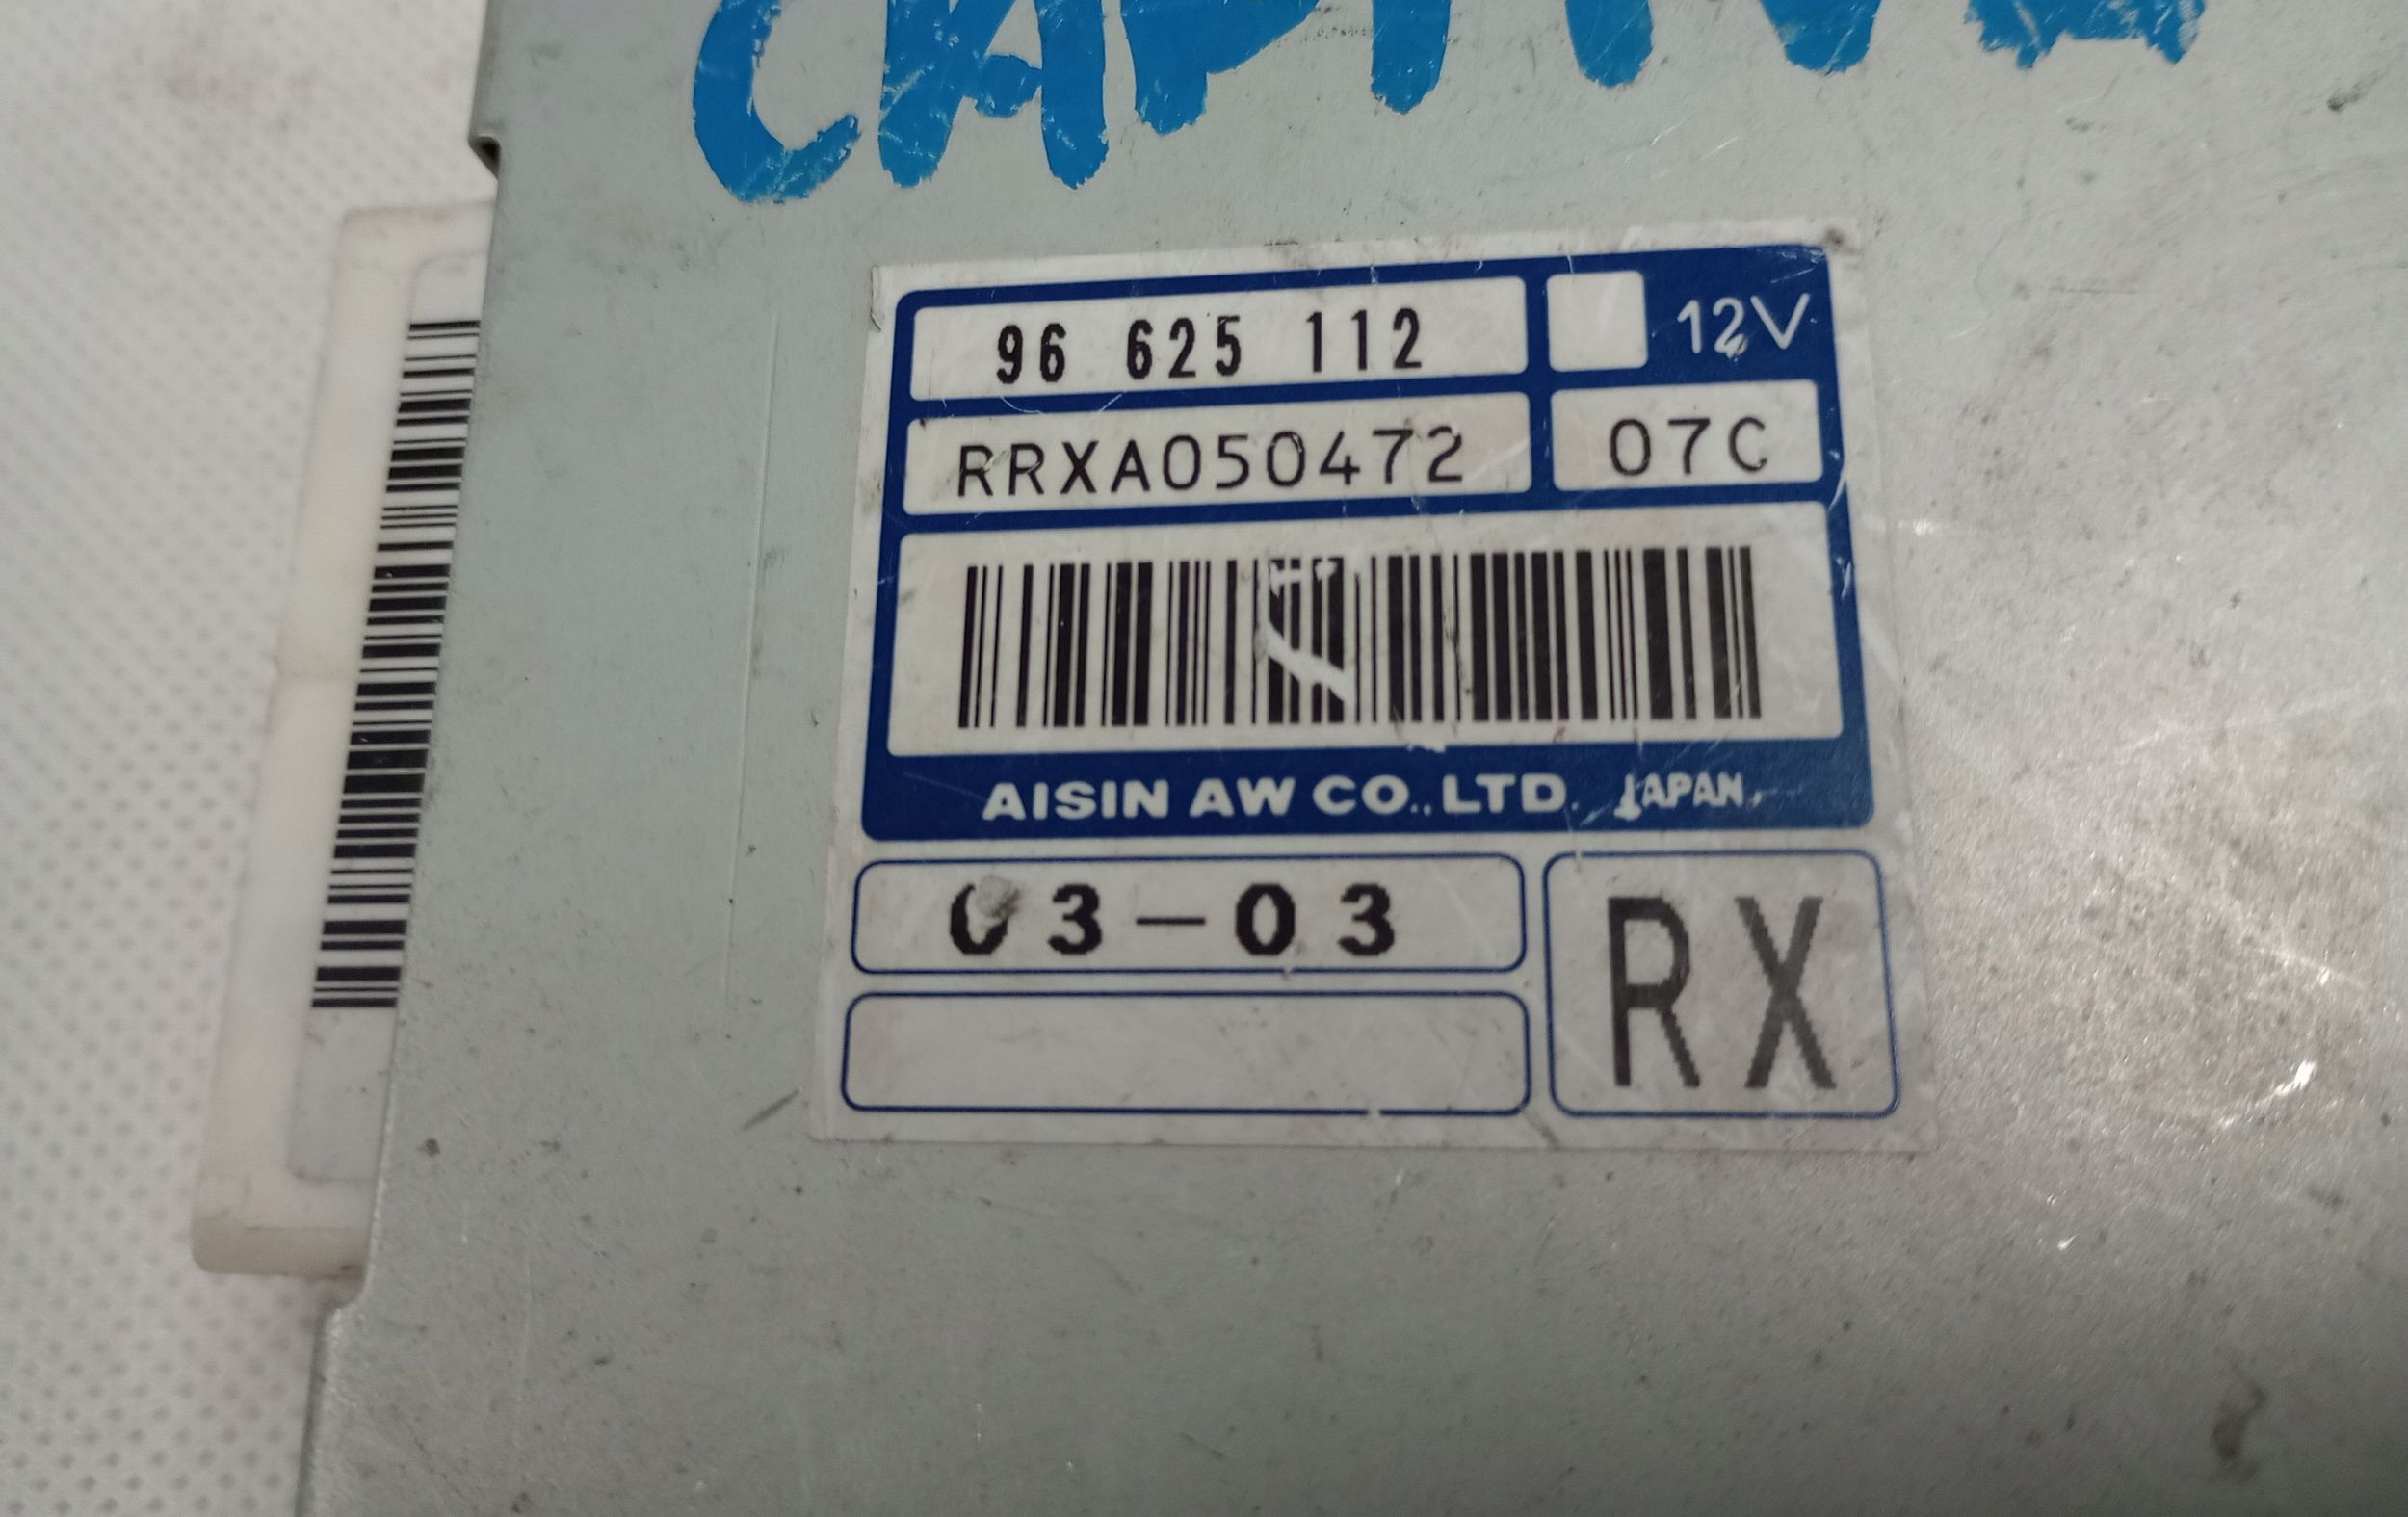 96 625 112
12V
RRXA050472
07C
AISIN AW CO.,LTD. JAPAN.
03-03
RX